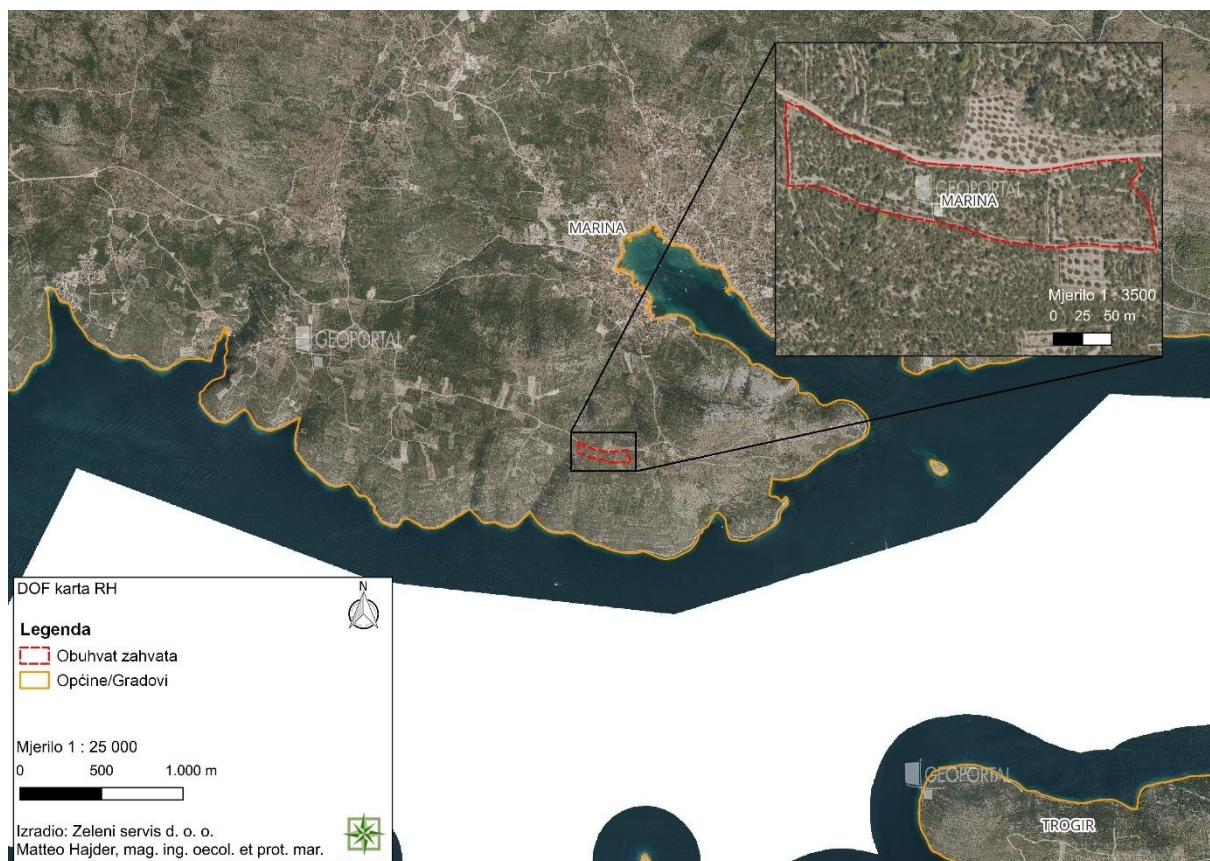 MARINA
GEOPORTAL
GEOPORTAL
MARINA
Mjerilo 1 : 3500
0 25 50 m
DOF karta RH
N
Legenda
Obuhvat zahvata
Općine/Gradovi
Mjerilo 1 : 25 000
0 500 1.000 m
Izradio: Zeleni servis d. o. o.
Matteo Hajder, mag. ing. oecol. et prot. mar.
GEOPORTAL
TROGIR